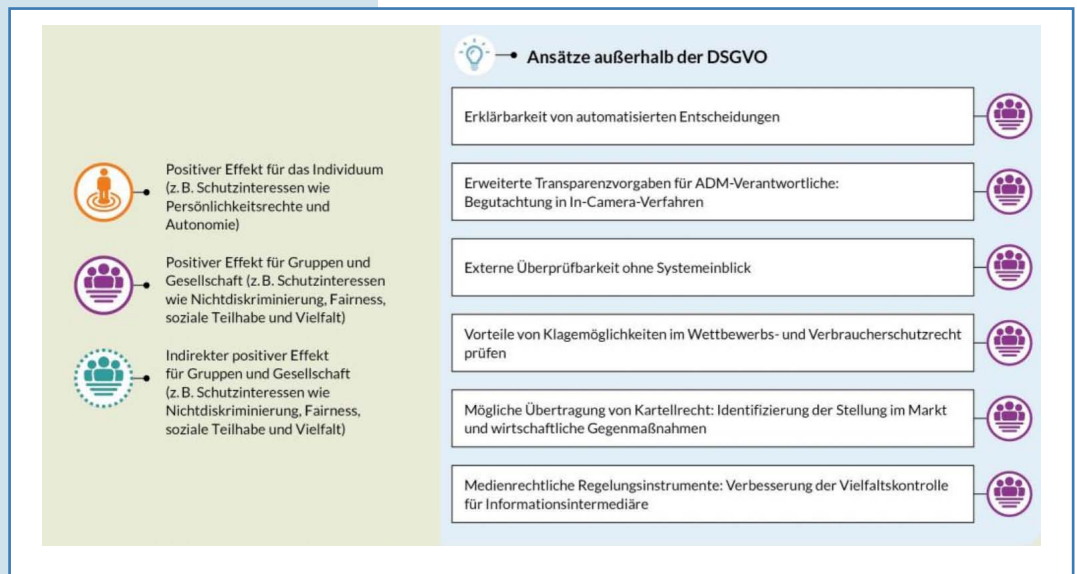 Positiver Effekt für das Individuum
(z. B. Schutzinteressen wie
Persönlichkeitsrechte und
Autonomie)
Positiver Effekt für Gruppen und
Gesellschaft (z. B. Schutzinteressen
wie Nichtdiskriminierung, Fairness,
soziale Teilhabe und Vielfalt)
Indirekter positiver Effekt
für Gruppen und Gesellschaft
(z. B. Schutzinteressen wie
Nichtdiskriminierung, Fairness,
soziale Teilhabe und Vielfalt)
Ansätze außerhalb der DSGVO
Erklärbarkeit von automatisierten Entscheidungen
Erweiterte Transparenzvorgaben für ADM-Verantwortliche:
Begutachtung in In-Camera-Verfahren
Externe Überprüfbarkeit ohne Systemeinblick
Vorteile von Klagemöglichkeiten im Wettbewerbs- und Verbraucherschutzrecht
prüfen
Mögliche Übertragung von Kartellrecht: Identifizierung der Stellung im Markt
und wirtschaftliche Gegenmaßnahmen
Medienrechtliche Regelungsinstrumente: Verbesserung der Vielfaltskontrolle
für Informationsintermediäre